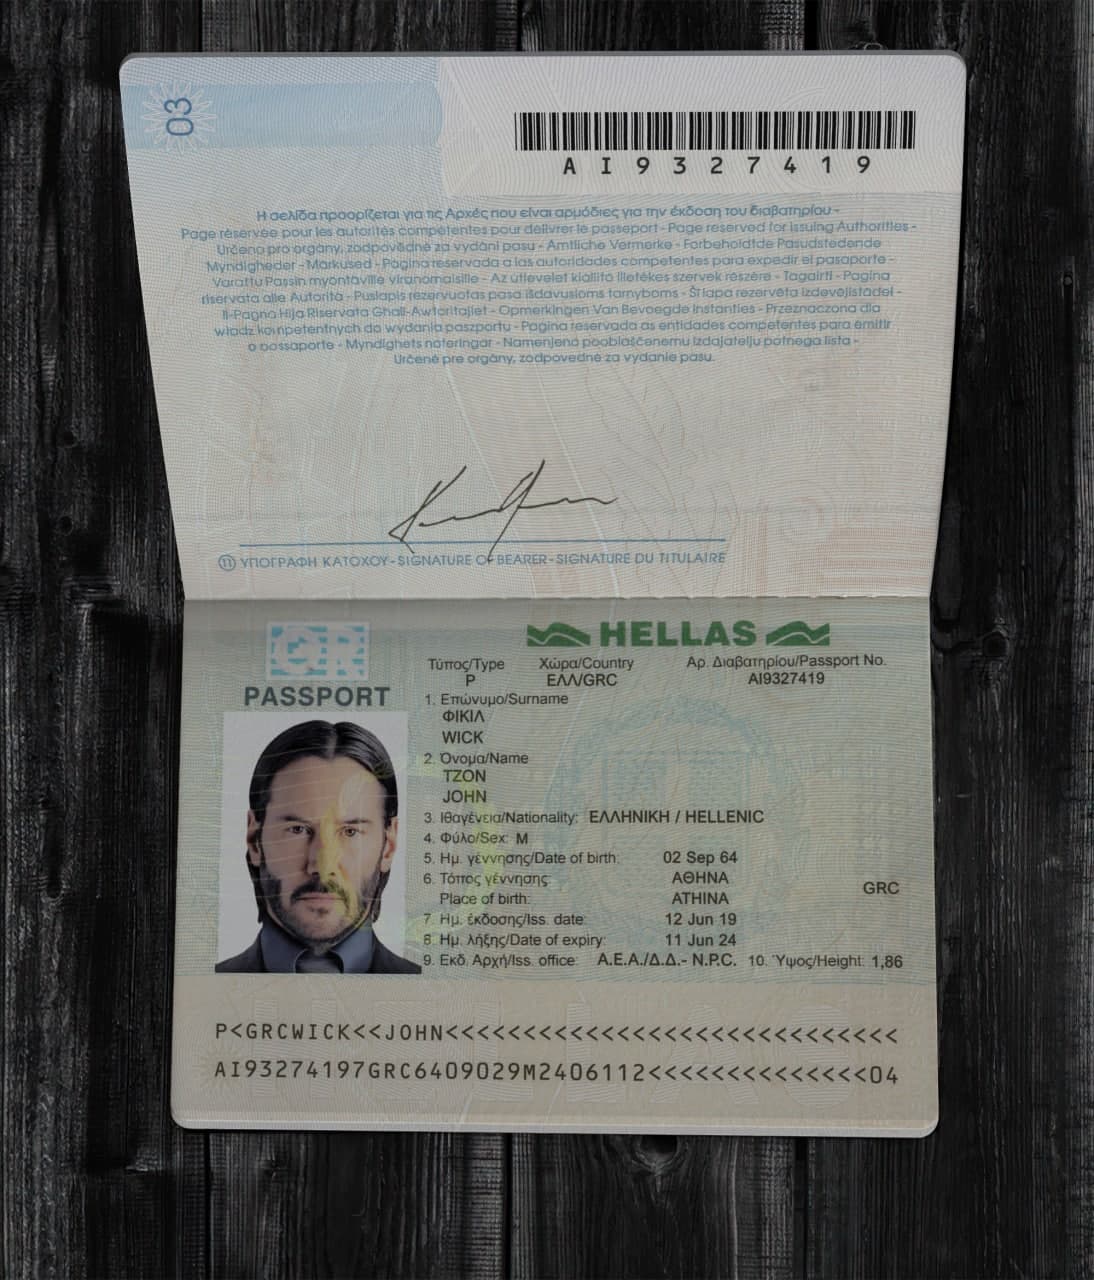 03
AI9327419
Η σελίδα προορίζεται για τις Αρχές που είναι αρμόδιες για την έκδοση του διαβατηρίου -
Page réservée pour les autorités compétentes pour délivrer le passeport - Page reserved for issuing Authorities -
Určeno pro orgány, zodpovědné za vydání pasu - Amtliche Vermerke - Forbeholdtde Pasudstedende
Myndigheder - Märkused - Página reservada a las autoridades competentes para expedir el pasaporte -
Varattu Passin myöntäville viranomaisille - Az útlevelet kiállító illetékes szervek részére - Tagairtí - Pagina
riservata alle Autorità - Puslapis rezervuotas pasą išdavusioms tarnyboms - Šī lapa rezervēta izdevējiestādei -
Il-Paġna Hija Riservata Għall-Awtoritajiet - Opmerkingen Van Bevoegde Instanties - Przeznaczona dla
władz kompetentnych do wydania paszportu - Página reservada às entidades competentes para emitir
o passaporte - Myndighets noteringar - Namenjeno pooblaščenemu izdajatelju potnega lista -
Určené pre orgány, zodpovedné za vydanie pasu.
11 ΥΠΟΓΡΑΦΗ ΚΑΤΟΧΟΥ - SIGNATURE OF BEARER - SIGNATURE DU TITULAIRE
GR HELLAS
PASSPORT
Τύπος/Type Χώρα/Country Αρ. Διαβατηρίου/Passport No.
P ΕΛΛ/GRC AI9327419
1. Επώνυμο/Surname
ΦΙΚΙΛ
WICK
2. Όνομα/Name
ΤΖΟΝ
JOHN
3. Ιθαγένεια/Nationality: ΕΛΛΗΝΙΚΗ / HELLENIC
4. Φύλο/Sex: M
5. Ημ. γέννησης/Date of birth: 02 Sep 64
6. Τόπος γέννησης: ΑΘΗΝΑ
Place of birth: ATHINA GRC
7. Ημ. έκδοσης/Iss. date: 12 Jun 19
8. Ημ. λήξης/Date of expiry: 11 Jun 24
9. Εκδ. Αρχή/Iss. office: Α.Ε.Α./Δ.Δ.- N.P.C. 10. Ύψος/Height: 1,86
P<GRCWICK<<JOHN<<<<<<<<<<<<<<<<<<<<<<<<<<<<<
AI93274197GRC6409029M2406112<<<<<<<<<<<<<<04